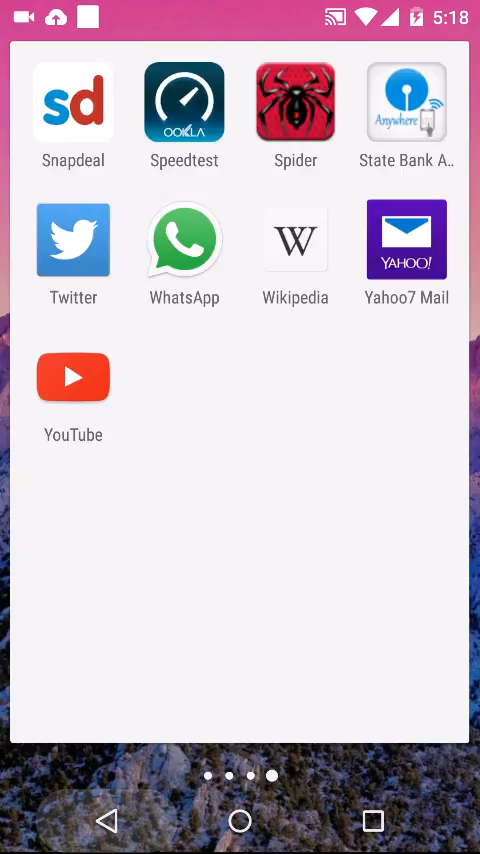 5:18
sd
OOKLA
Anywhere
Snapdeal
Speedtest
Spider
State Bank A..
W
YAHOO!
Twitter
WhatsApp
Wikipedia
Yahoo7 Mail
YouTube